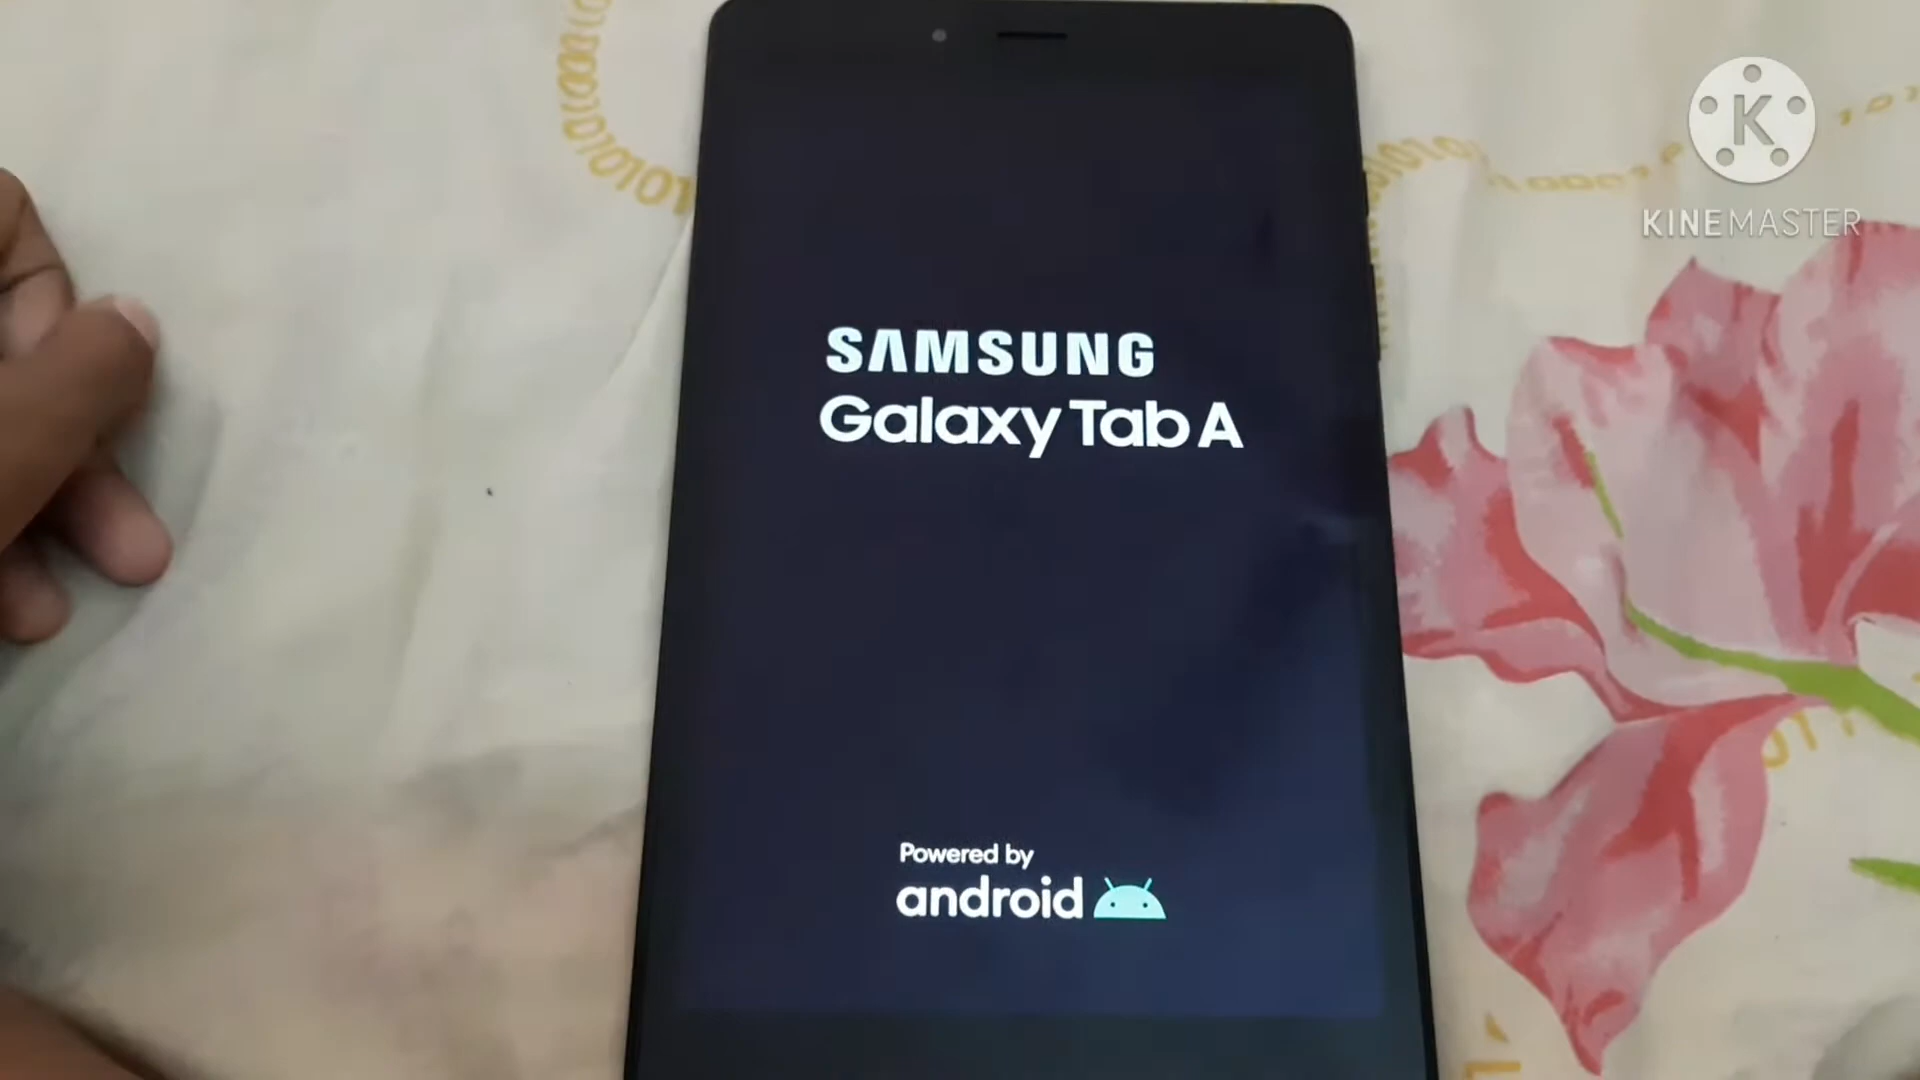 SAMSUNG
Galaxy Tab A
Powered by
android
K
KINEMASTER